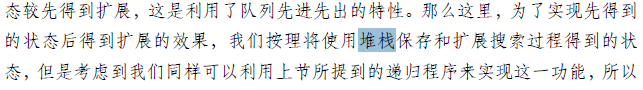 态较先得到扩展，这是利用了队列先进先出的特性。那么这里，为了实现先得到
的状态后得到扩展的效果，我们按理将使用堆栈保存和扩展搜索过程得到的状
态，但是考虑到我们同样可以利用上节所提到的递归程序来实现这一功能，所以